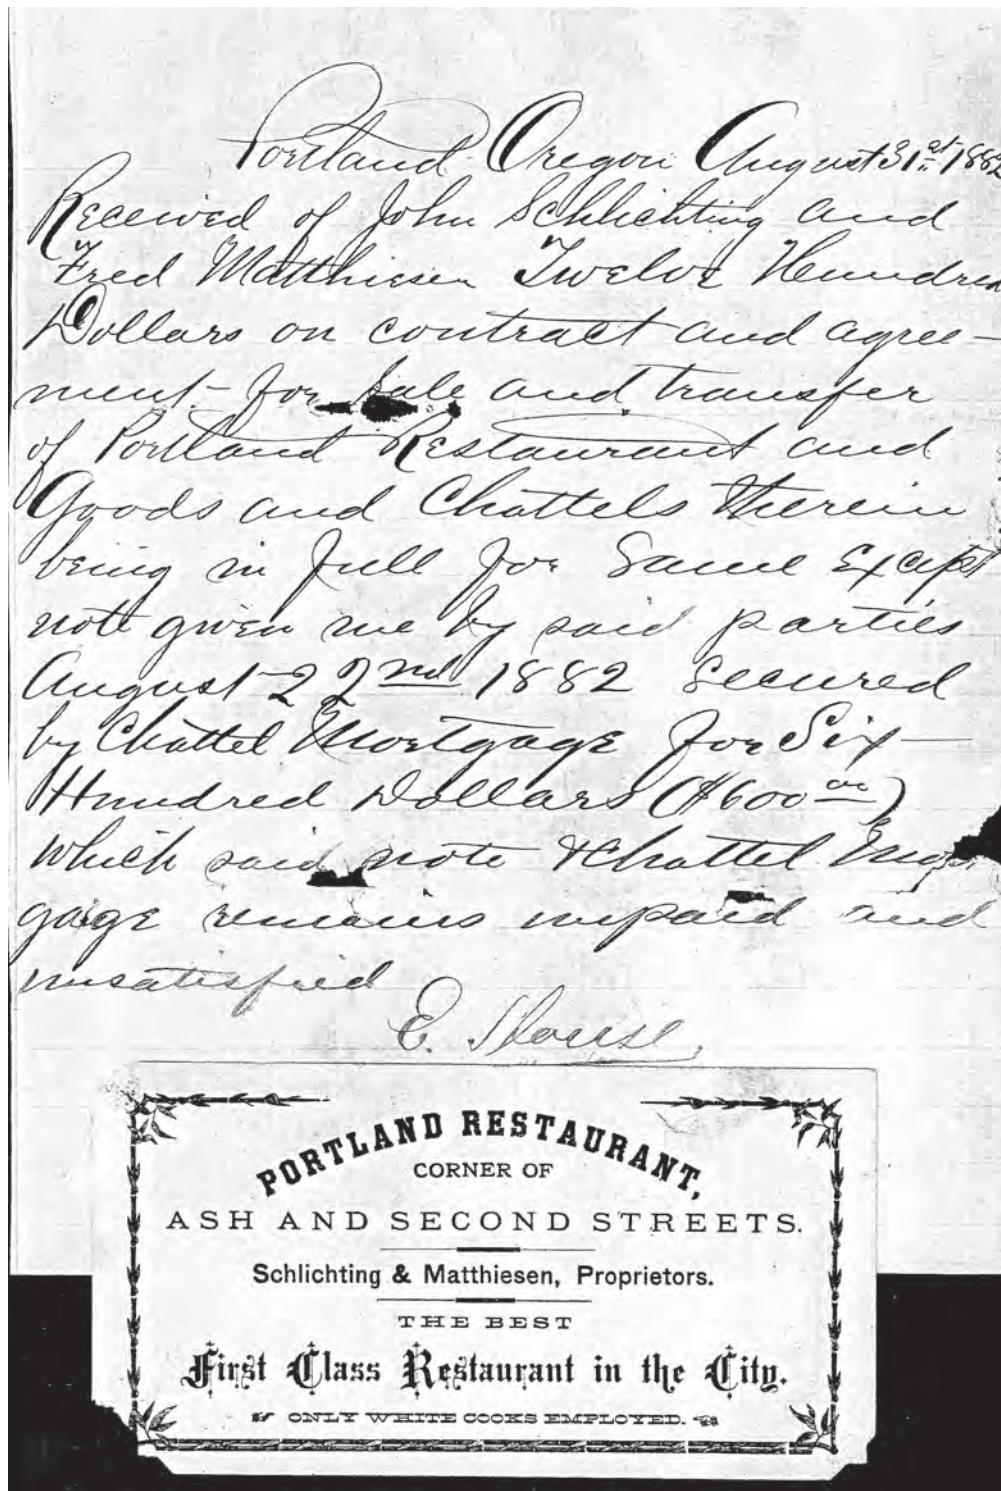 Portland Oregon August 31st 1882
Received of John Schlichting and
Fred Matthiesen Twelve Hundred
Dollars on contract and agree-
ment for sale and transfer
of Portland Restaurant and
Goods and Chattels therein
being in full for Same Except
note given me by said parties
August 22nd 1882 Secured
by Chattel Mortgage for Six
Hundred Dollars ($600 00)
which said note & Chattel Mort
gage remains unpaid and
unsatisfied
E. House
PORTLAND RESTAURANT,
CORNER OF
ASH AND SECOND STREETS.
Schlichting & Matthiesen, Proprietors.
THE BEST
First Class Restaurant in the City.
ONLY WHITE COOKS EMPLOYED.